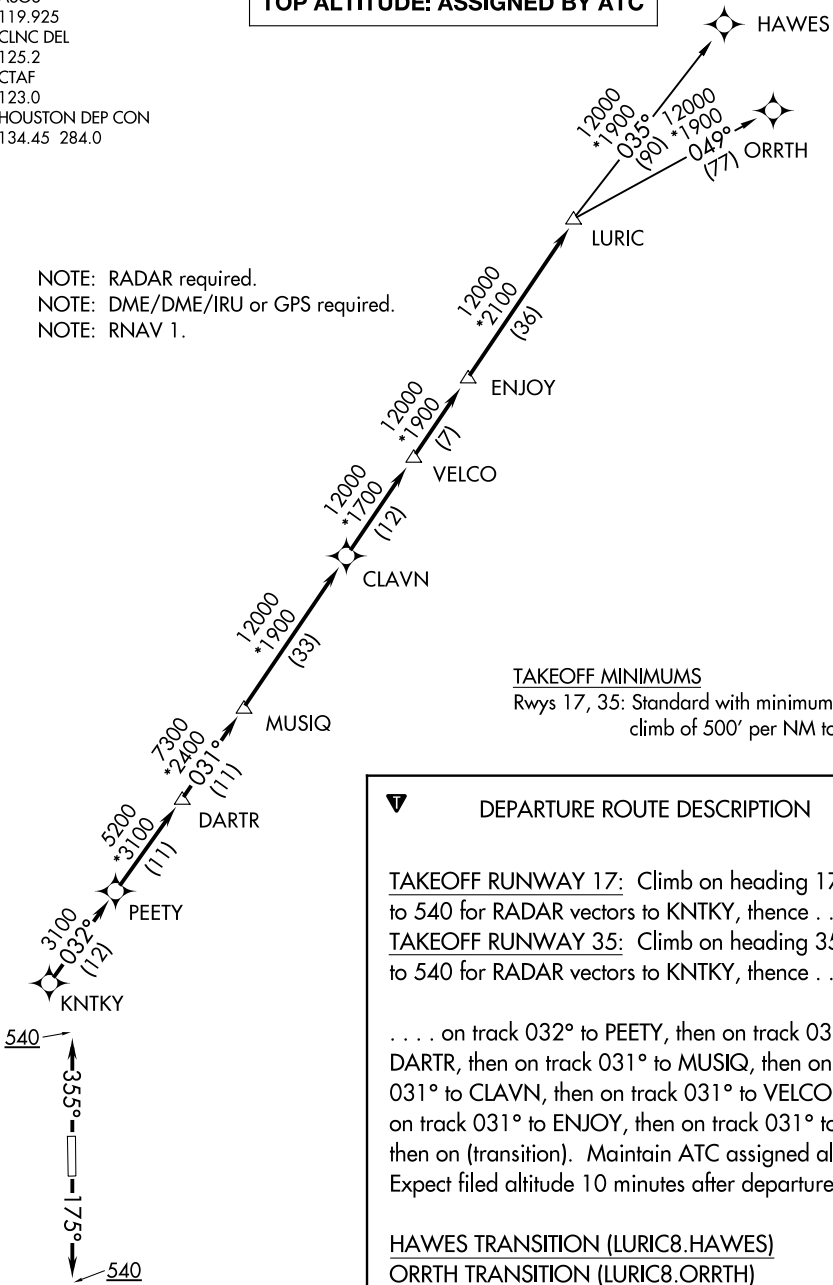 119.925
CLNC DEL
125.2
CTAF
123.0
HOUSTON DEP CON
134.45 284.0
TOP ALTITUDE: ASSIGNED BY ATC
HAWES
12000
*1900
035°
(90)
12000
*1900
049°
(77)
ORRTH
LURIC
NOTE: RADAR required.
NOTE: DME/DME/IRU or GPS required.
NOTE: RNAV 1.
12000
*2100
(36)
ENJOY
12000
*1900
(7)
VELCO
12000
*1700
(12)
CLAVN
12000
*1900
(33)
MUSIQ
TAKEOFF MINIMUMS
Rwys 17, 35: Standard with minimum
climb of 500' per NM to
7300
*2400
031°
(11)
DARTR
5200
*3100
(11)
PEETY
3100
032°
(12)
KNTKY
540
355°
175°
540
T
DEPARTURE ROUTE DESCRIPTION
TAKEOFF RUNWAY 17: Climb on heading 17
to 540 for RADAR vectors to KNTKY, thence . .
TAKEOFF RUNWAY 35: Climb on heading 35
to 540 for RADAR vectors to KNTKY, thence . .
. . . . on track 032° to PEETY, then on track 03
DARTR, then on track 031° to MUSIQ, then on
031° to CLAVN, then on track 031° to VELCO
on track 031° to ENJOY, then on track 031° to
then on (transition). Maintain ATC assigned al
Expect filed altitude 10 minutes after departure
HAWES TRANSITION (LURIC8.HAWES)
ORRTH TRANSITION (LURIC8.ORRTH)